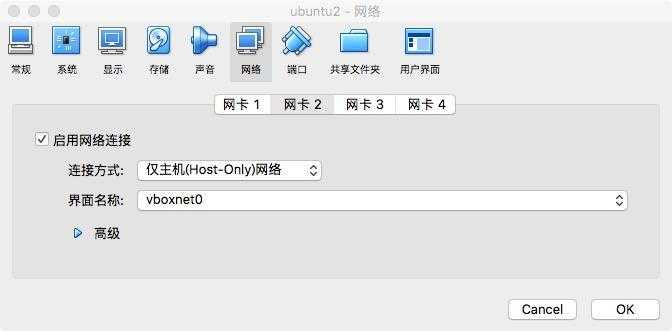 ubuntu2 - 网络
常规 系统 显示 存储 声音 网络 端口 共享文件夹 用户界面
网卡 1 网卡 2 网卡 3 网卡 4
启用网络连接
连接方式: 仅主机(Host-Only)网络
界面名称: vboxnet0
高级
Cancel OK